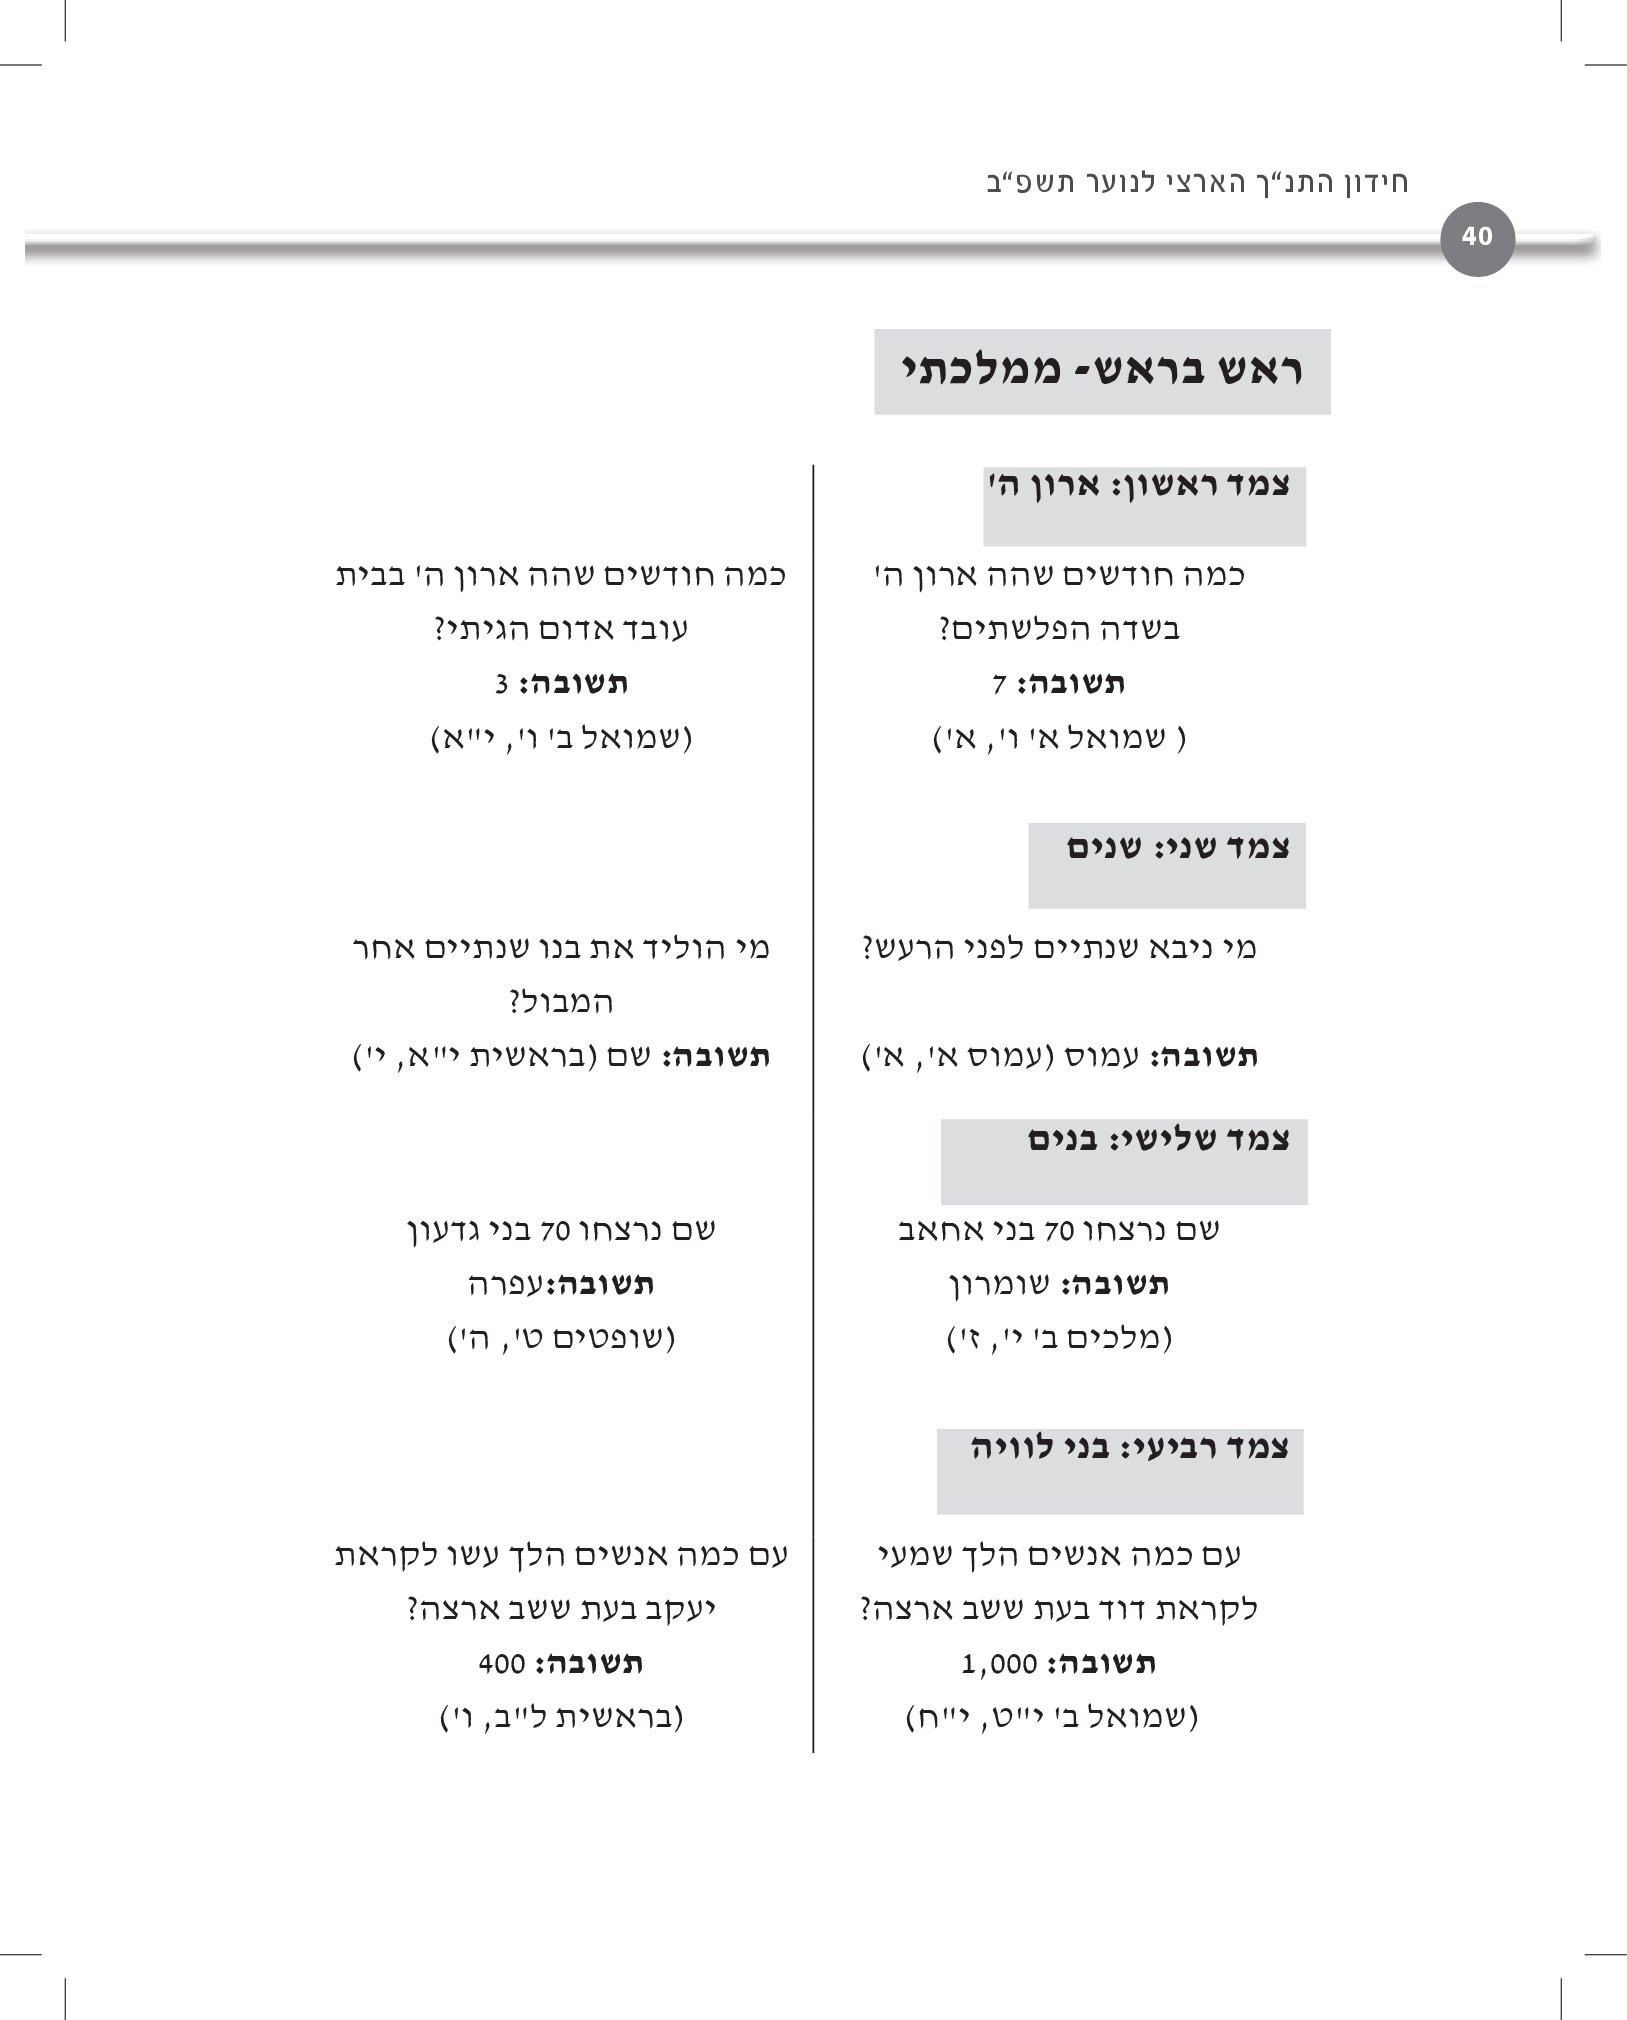 חידון התנ“ך הארצי לנוער תשפ“ב
40
ראש בראש- ממלכתי
צמד ראשון: ארון ה'
כמה חודשים שהה ארון ה'
בשדה הפלשתים?
תשובה: 7
( שמואל א' ו', א')
כמה חודשים שהה ארון ה' בבית
עובד אדום הגיתי?
תשובה: 3
(שמואל ב' ו', י"א)
צמד שני: שנים
מי ניבא שנתיים לפני הרעש?
תשובה: עמוס (עמוס א', א')
מי הוליד את בנו שנתיים אחר
המבול?
תשובה: שם (בראשית י"א, י')
צמד שלישי: בנים
שם נרצחו 70 בני אחאב
תשובה: שומרון
(מלכים ב' י', ז')
שם נרצחו 70 בני גדעון
תשובה:עפרה
(שופטים ט', ה')
צמד רביעי: בני לוויה
עם כמה אנשים הלך שמעי
לקראת דוד בעת ששב ארצה?
תשובה: 1,000
(שמואל ב' י"ט, י"ח)
עם כמה אנשים הלך עשו לקראת
יעקב בעת ששב ארצה?
תשובה: 400
(בראשית ל"ב, ו')